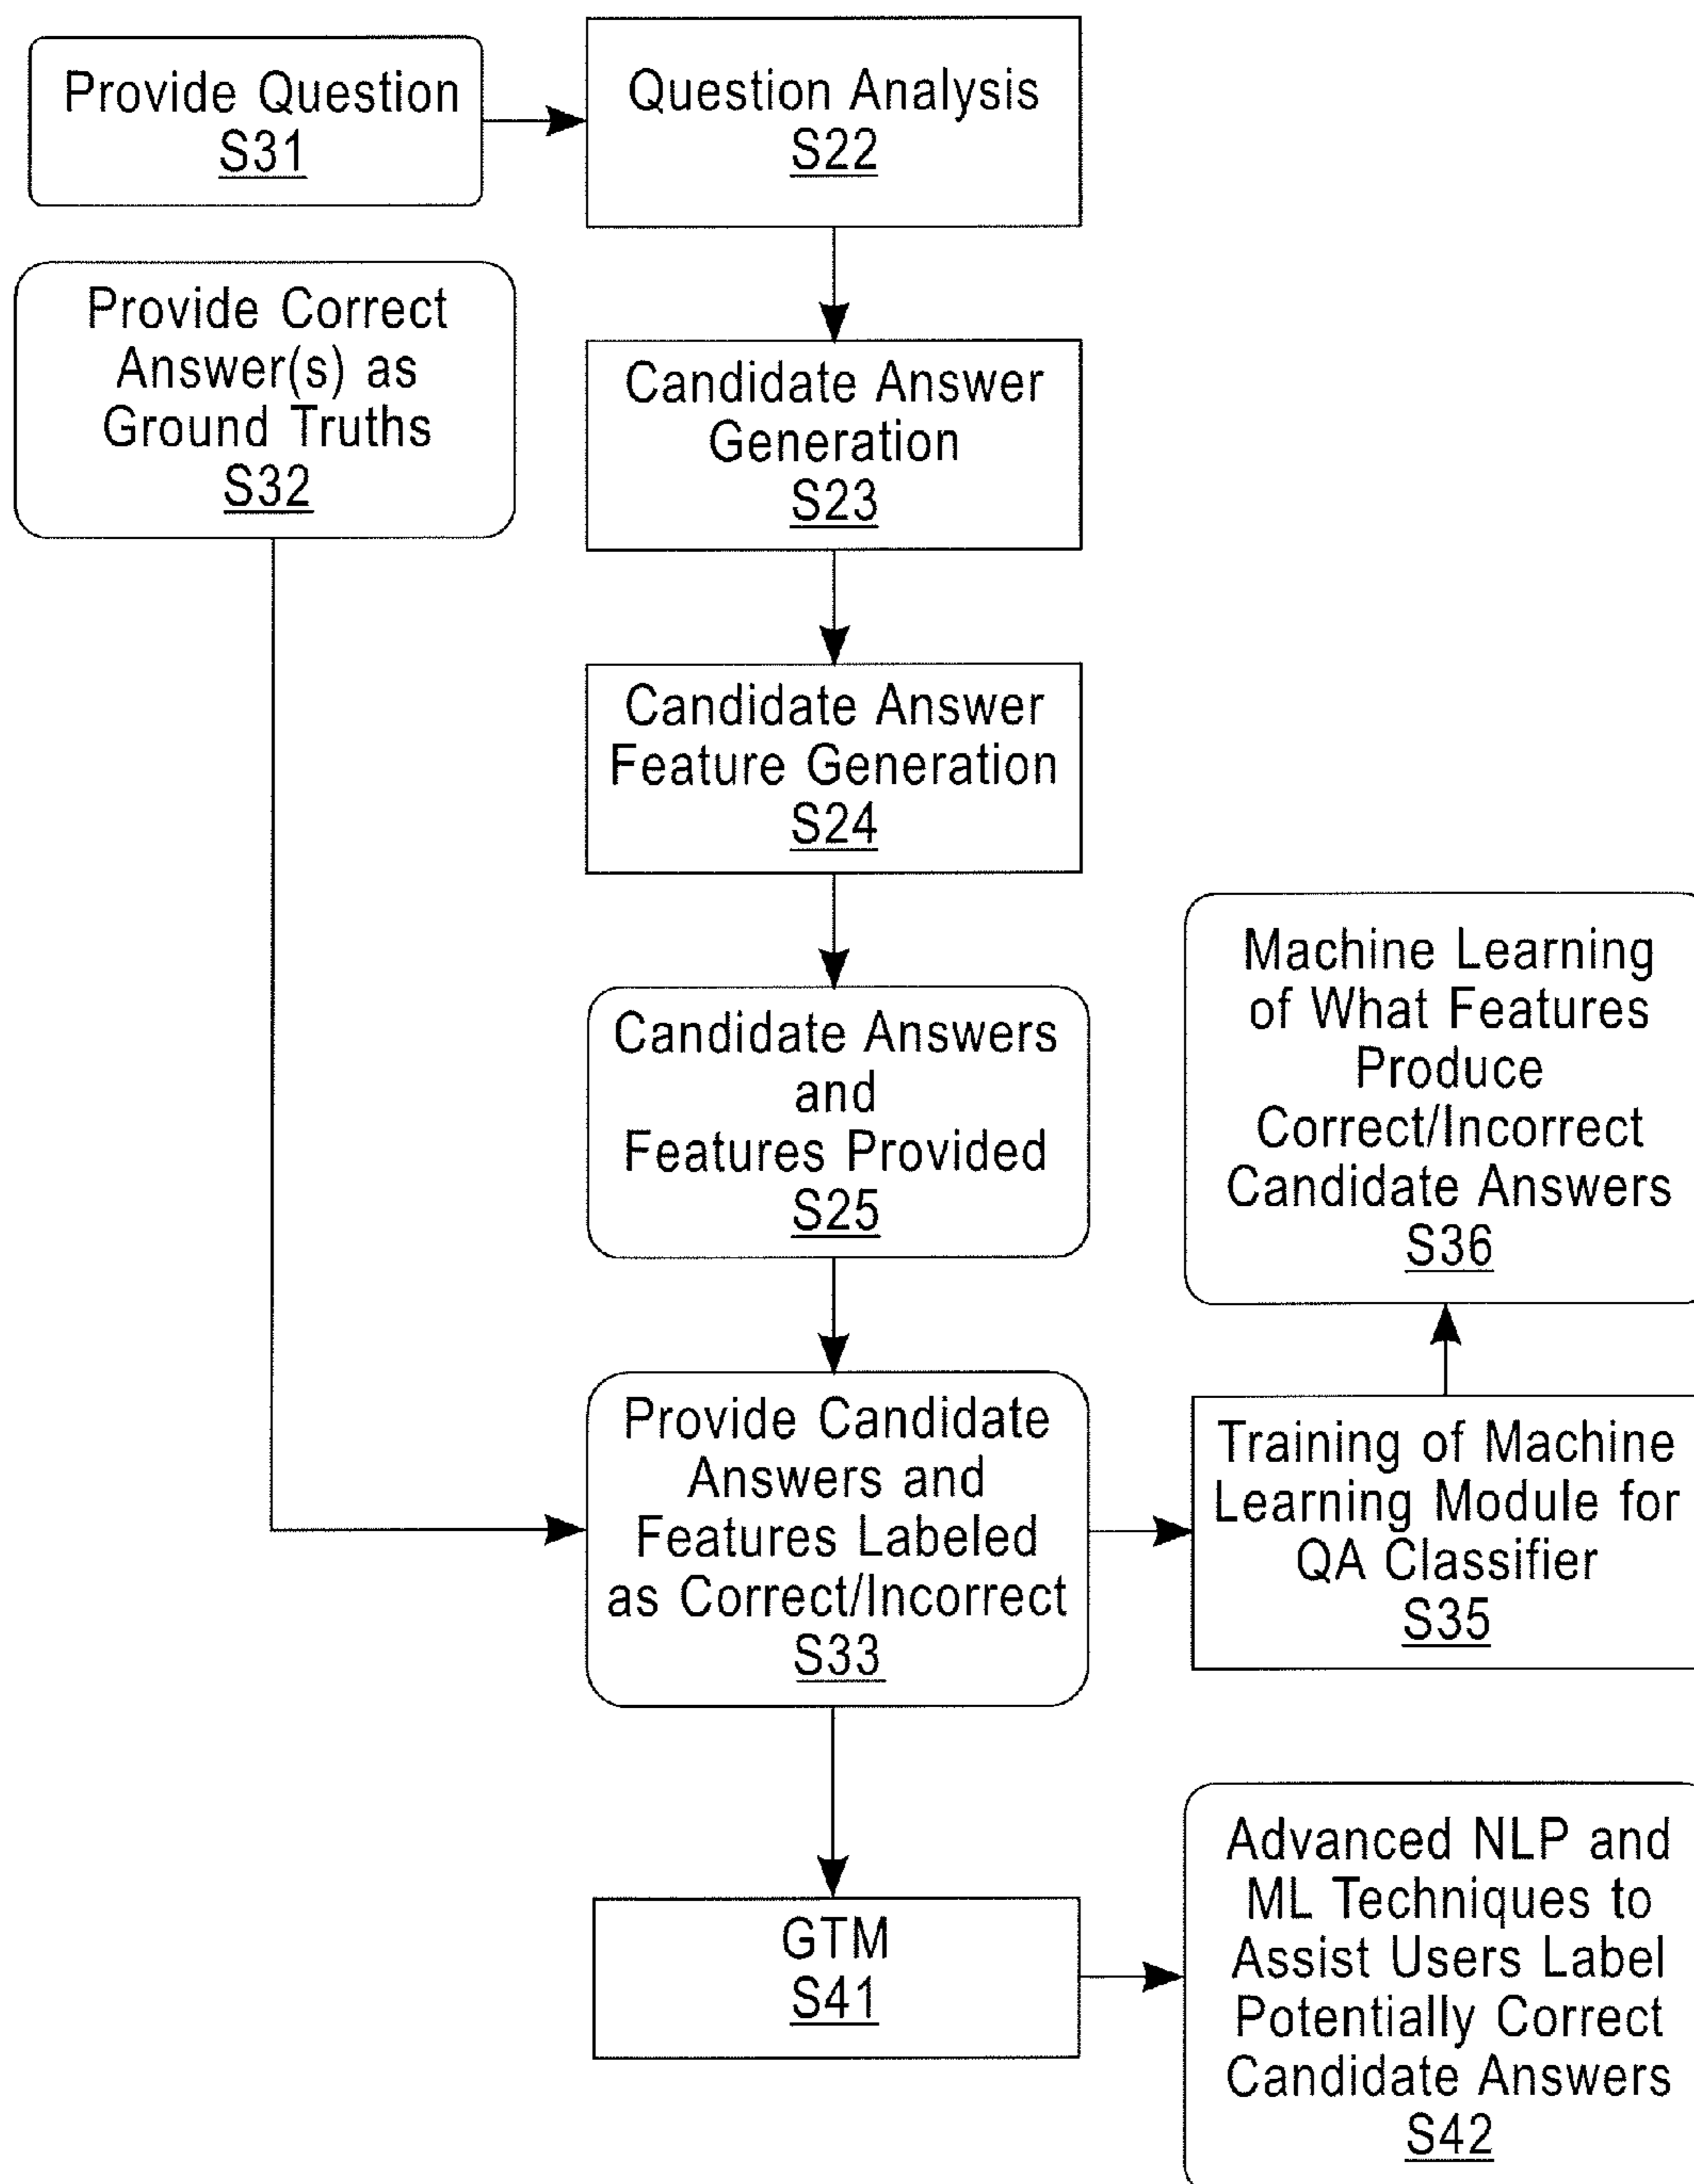 Provide Question
S31
Question Analysis
S22
Provide Correct
Answer(s) as
Ground Truths
S32
Candidate Answer
Generation
S23
Candidate Answer
Feature Generation
S24
Candidate Answers
and
Features Provided
S25
Machine Learning
of What Features
Produce
Correct/Incorrect
Candidate Answers
S36
Provide Candidate
Answers and
Features Labeled
as Correct/Incorrect
S33
Training of Machine
Learning Module for
QA Classifier
S35
GTM
S41
Advanced NLP and
ML Techniques to
Assist Users Label
Potentially Correct
Candidate Answers
S42